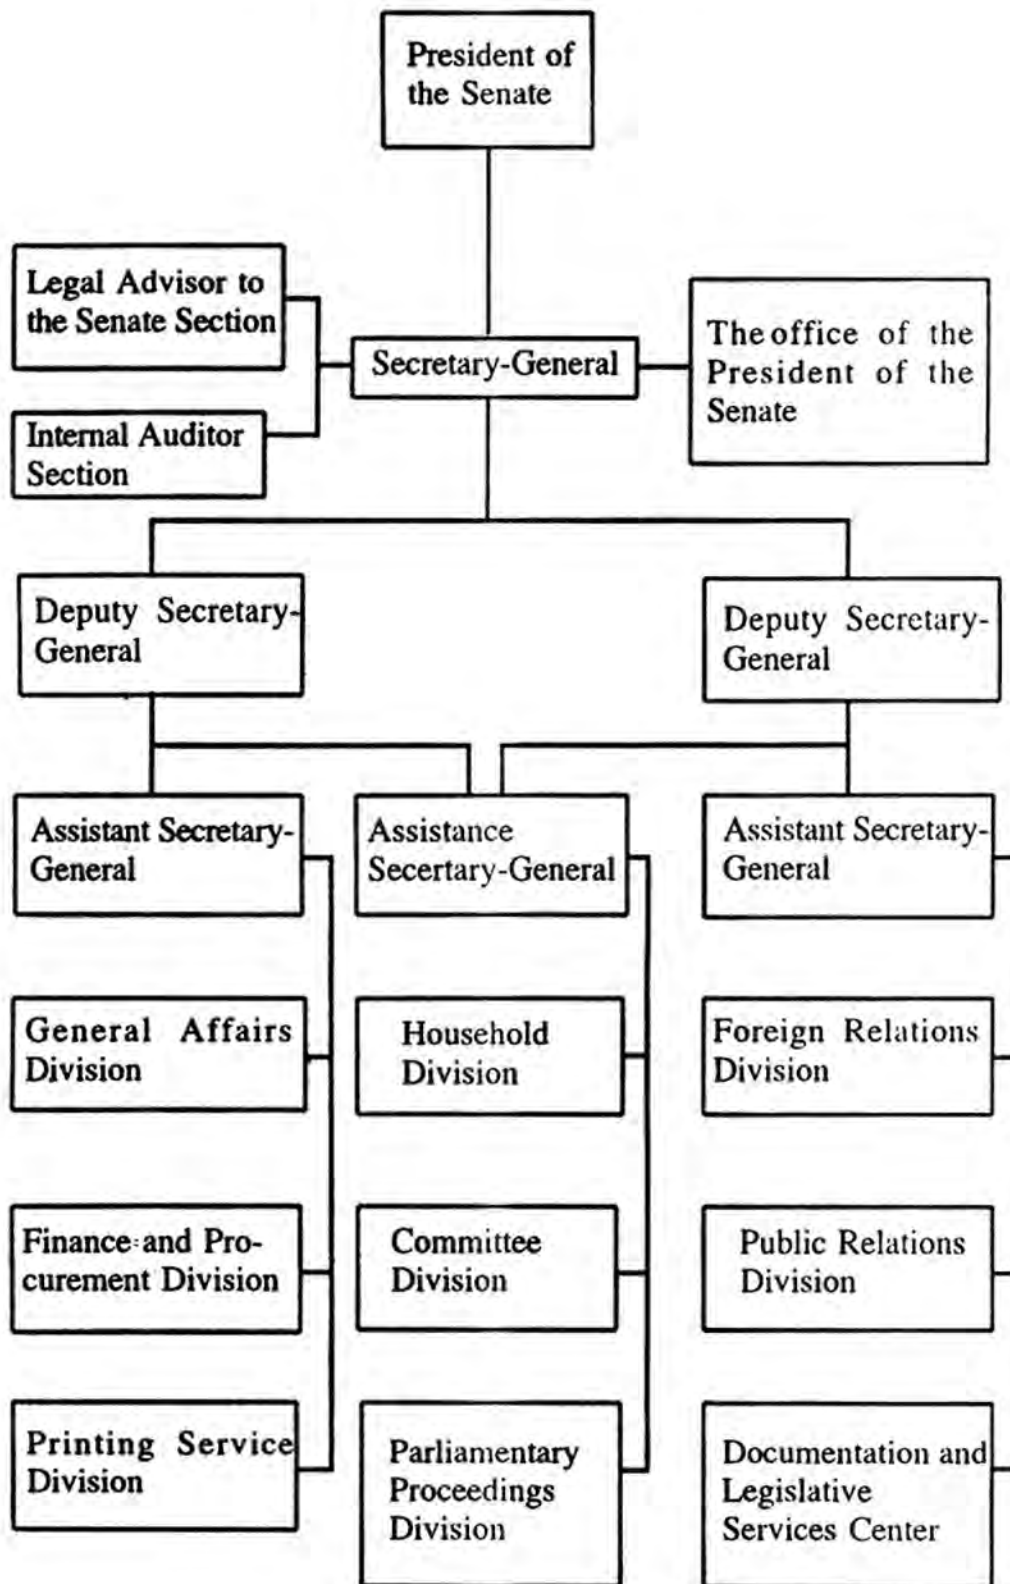 President of
the Senate
Legal Advisor to
the Senate Section
Secretary-General
The office of the
President of the
Senate
Internal Auditor
Section
Deputy Secretary-
General
Deputy Secretary-
General
Assistant Secretary-
General
Assistance
Secertary-General
Assistant Secretary-
General
General Affairs
Division
Household
Division
Foreign Relations
Division
Finance and Pro-
curement Division
Committee
Division
Public Relations
Division
Printing Service
Division
Parliamentary
Proceedings
Division
Documentation and
Legislative
Services Center